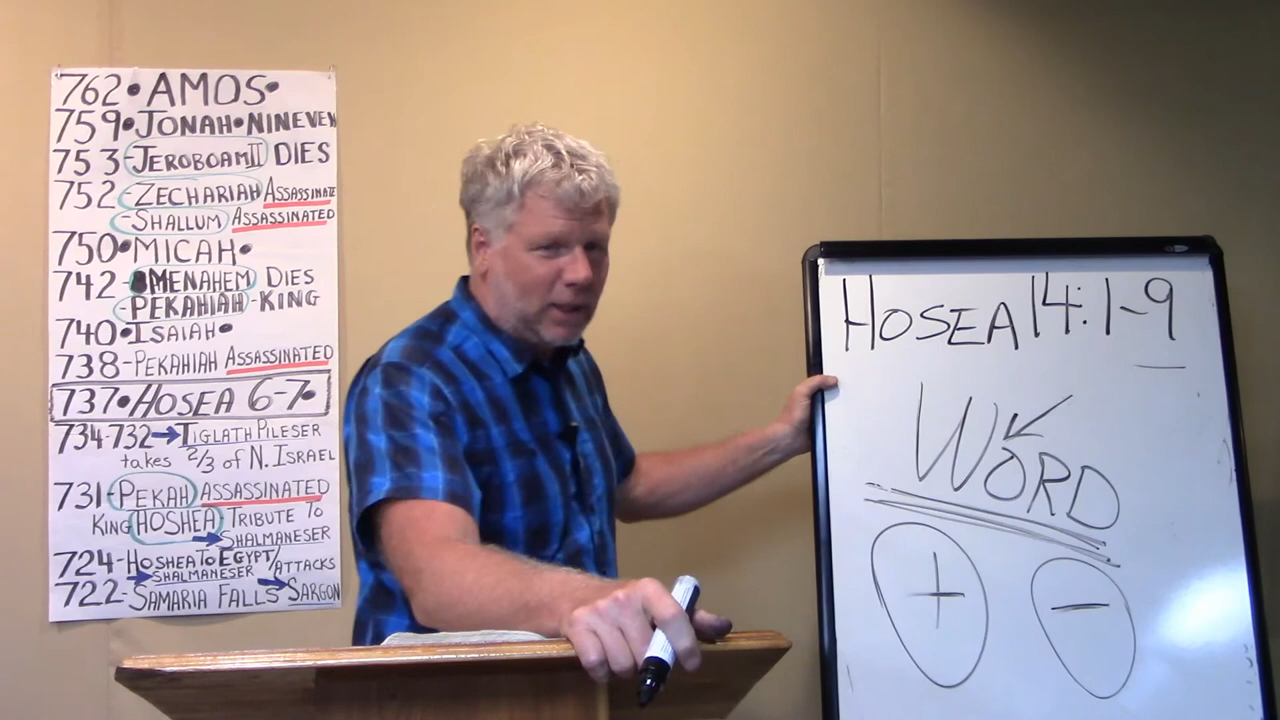 762•AMOS•
759•JONAH•NINEVEH
753-JEROBOAM II DIES
752-ZECHARIAH ASSASSINATE
-SHALLUM ASSASSINATED
750•MICAH•
742-MENAHEM DIES
-PEKAHIAH-KING
740•ISAIAH•
738-PEKAHIAH ASSASSINATED
737•HOSEA 6-7•
734-732→TIGLATH PILESER
takes 2/3 of N. ISRAEL
731-PEKAH ASSASSINATED
KING HOSHEA TRIBUTE TO
→SHALMANESER
724-HOSHEA TO EGYPT/
→SHALMANESER ATTACKS
722-SAMARIA FALLS→SARGON
HOSEA 14:1-9
WORD
+ -